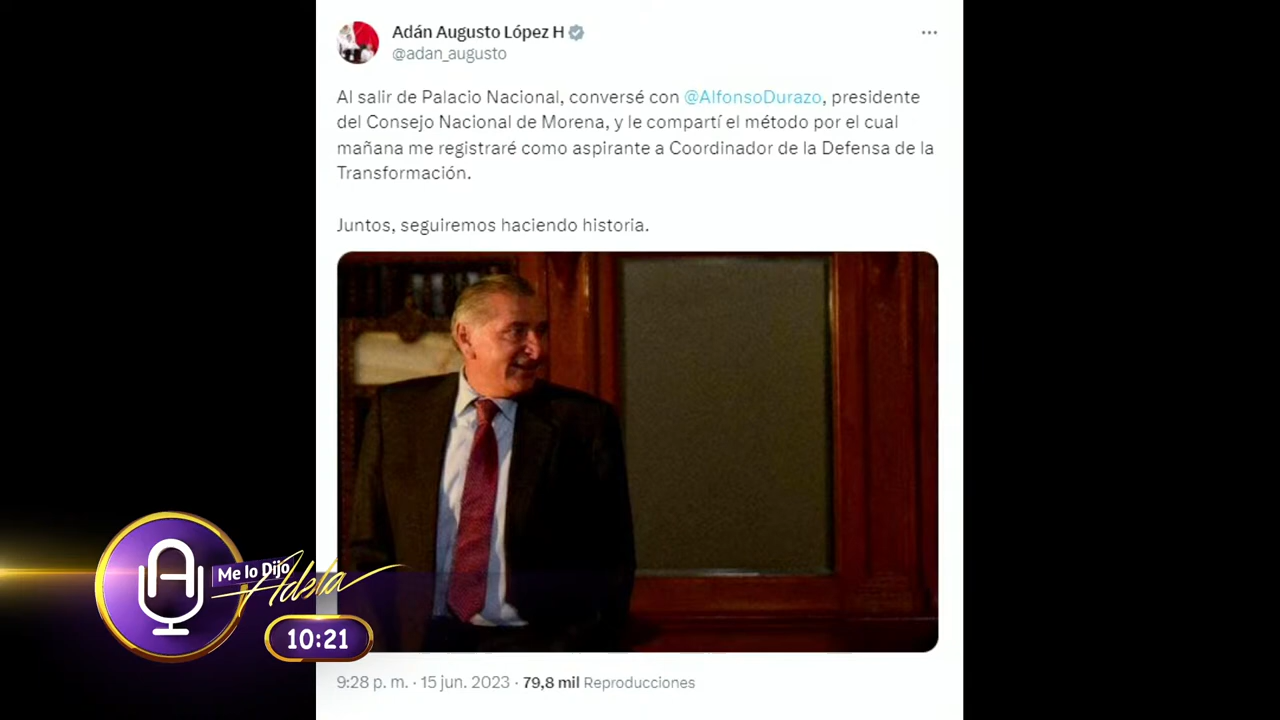 Adán Augusto López H
@adan_augusto
Al salir de Palacio Nacional, conversé con @AlfonsoDurazo, presidente
del Consejo Nacional de Morena, y le compartí el método por el cual
mañana me registraré como aspirante a Coordinador de la Defensa de la
Transformación.
Juntos, seguiremos haciendo historia.
Me lo Dijo
Adela
10:21
9:28 p. m. · 15 jun. 2023 · 79,8 mil Reproducciones